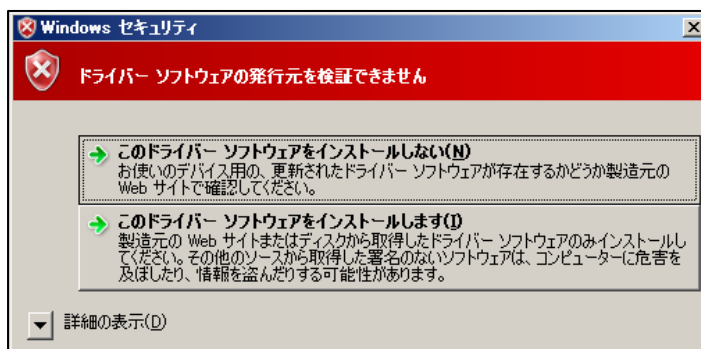 Windows セキュリティ
ドライバー ソフトウェアの発行元を検証できません
このドライバー ソフトウェアをインストールしない(N)
お使いのデバイス用の、更新されたドライバー ソフトウェアが存在するかどうか製造元の
Web サイトで確認してください。
このドライバー ソフトウェアをインストールします(I)
製造元の Web サイトまたはディスクから取得したドライバー ソフトウェアのみインストールし
てください。その他のソースから取得した署名のないソフトウェアは、コンピューターに危害を
及ぼしたり、情報を盗んだりする可能性があります。
詳細の表示(D)